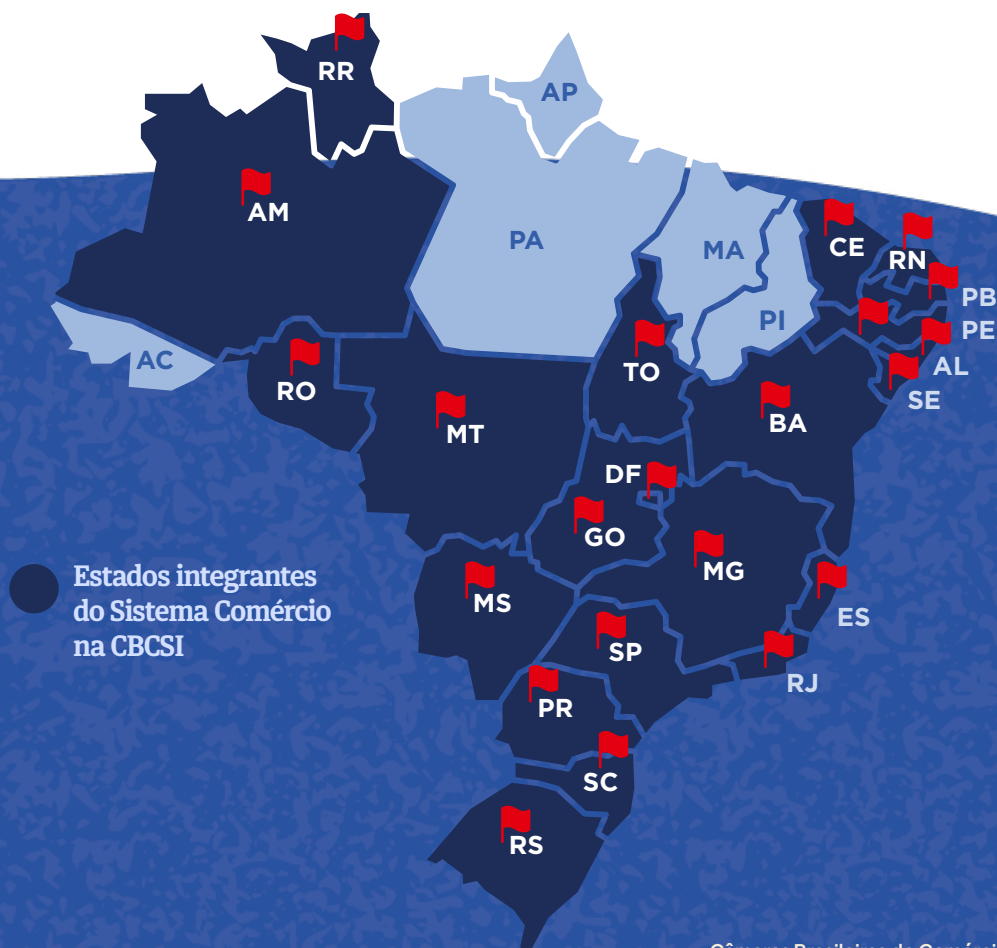 RR
AP
AM
PA
MA
CE
RN
PB
PI
PE
AC
RO
TO
AL
SE
BA
MT
DF
GO
MG
MS
ES
SP
RJ
PR
SC
RS
Estados integrantes
do Sistema Comércio
na CBCSI